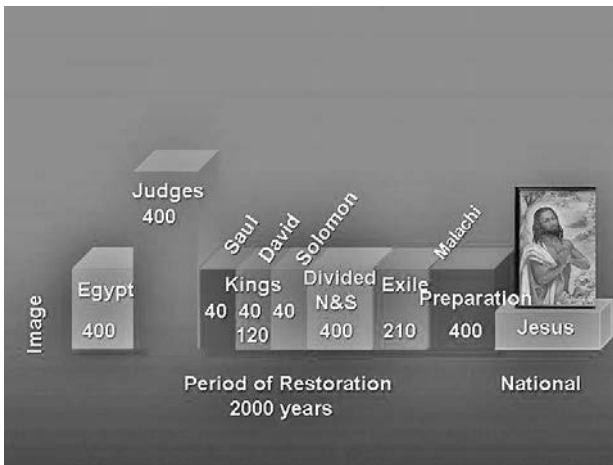 Judges
400
Saul
David
Solomon
Malachi
Image
Egypt
400
Kings
40 40 40
120
Divided
N&S
400
Exile
210
Preparation
400
Jesus
Period of Restoration
2000 years
National